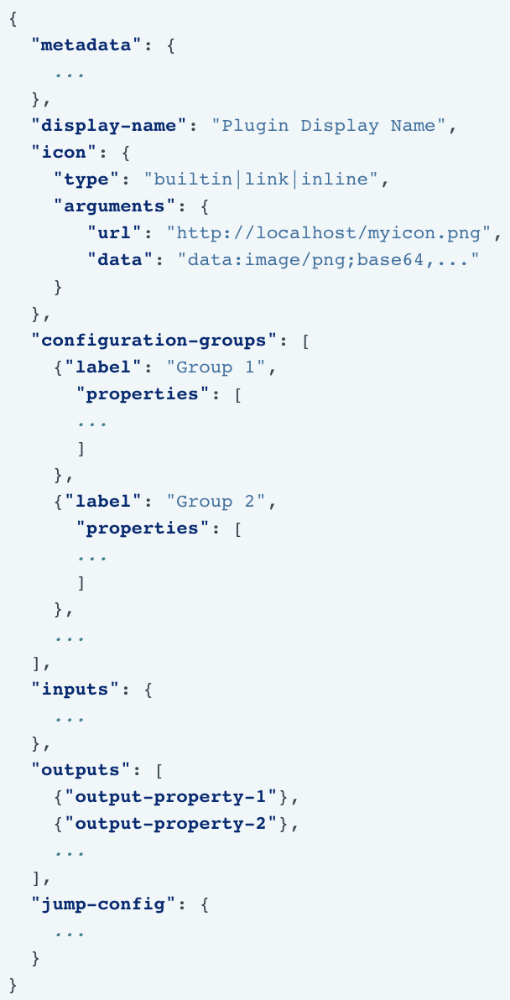 {
  "metadata": {
    ...
  },
  "display-name": "Plugin Display Name",
  "icon": {
    "type": "builtin|link|inline",
    "arguments": {
       "url": "http://localhost/myicon.png",
       "data": "data:image/png;base64,..."
    }
  },
  "configuration-groups": [
    {"label": "Group 1",
      "properties": [
      ...
      ]
    },
    {"label": "Group 2",
      "properties": [
      ...
      ]
    },
    ...
  ],
  "inputs": {
    ...
  },
  "outputs": [
    {"output-property-1"},
    {"output-property-2"},
    ...
  ],
  "jump-config": {
    ...
  }
}